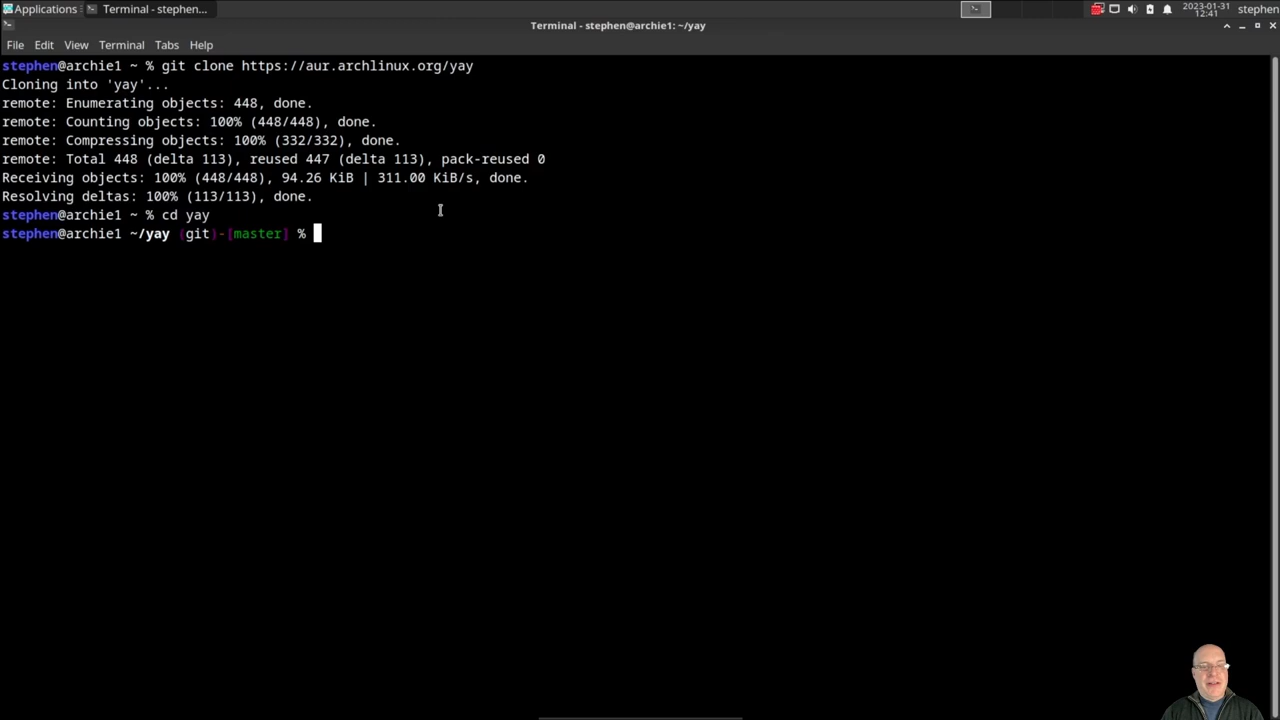 Applications Terminal - stephen... 2023-01-31 stephen
12:41
Terminal - stephen@archie1: ~/yay
File Edit View Terminal Tabs Help
stephen@archie1 ~ % git clone https://aur.archlinux.org/yay
Cloning into 'yay'...
remote: Enumerating objects: 448, done.
remote: Counting objects: 100% (448/448), done.
remote: Compressing objects: 100% (332/332), done.
remote: Total 448 (delta 113), reused 447 (delta 113), pack-reused 0
Receiving objects: 100% (448/448), 94.26 KiB | 311.00 KiB/s, done.
Resolving deltas: 100% (113/113), done.
stephen@archie1 ~ % cd yay
stephen@archie1 ~/yay (git)-[master] %